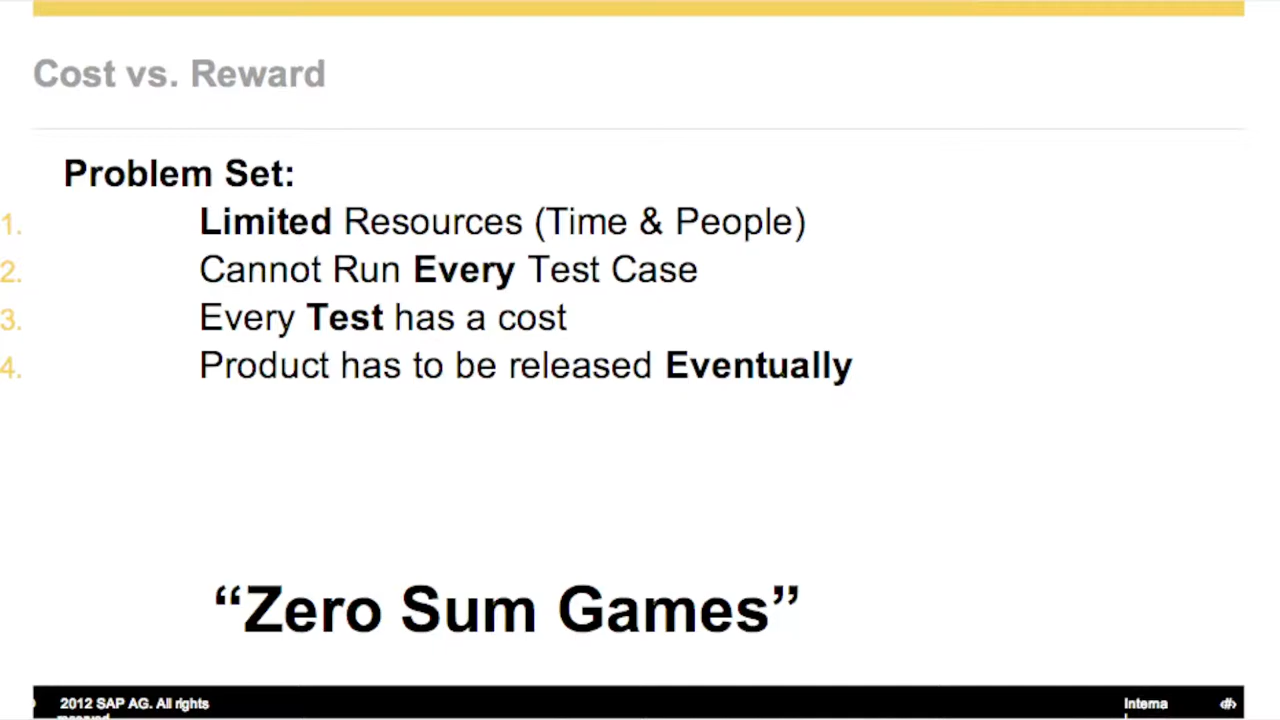 Cost vs. Reward
Problem Set:
1. Limited Resources (Time & People)
2. Cannot Run Every Test Case
3. Every Test has a cost
4. Product has to be released Eventually
“Zero Sum Games”
2012 SAP AG. All rights
reserved
Interna
l
‹#›